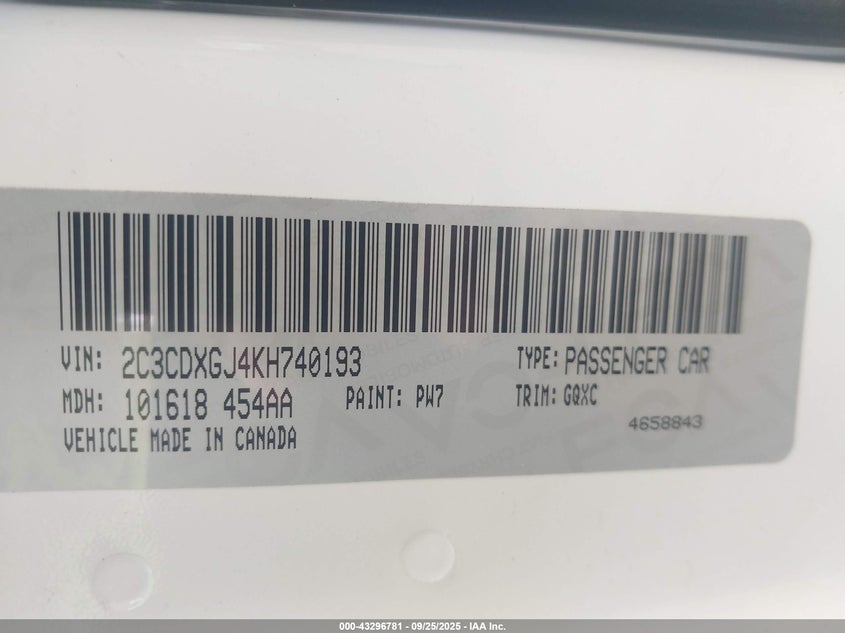 VIN: 2C3CDXGJ4KH740193 TYPE: PASSENGER CAR
MDH: 101618 454AA PAINT: PW7 TRIM: GQXC
4658843
VEHICLE MADE IN CANADA
000-43296781 - 09/25/2025 - IAA Inc.